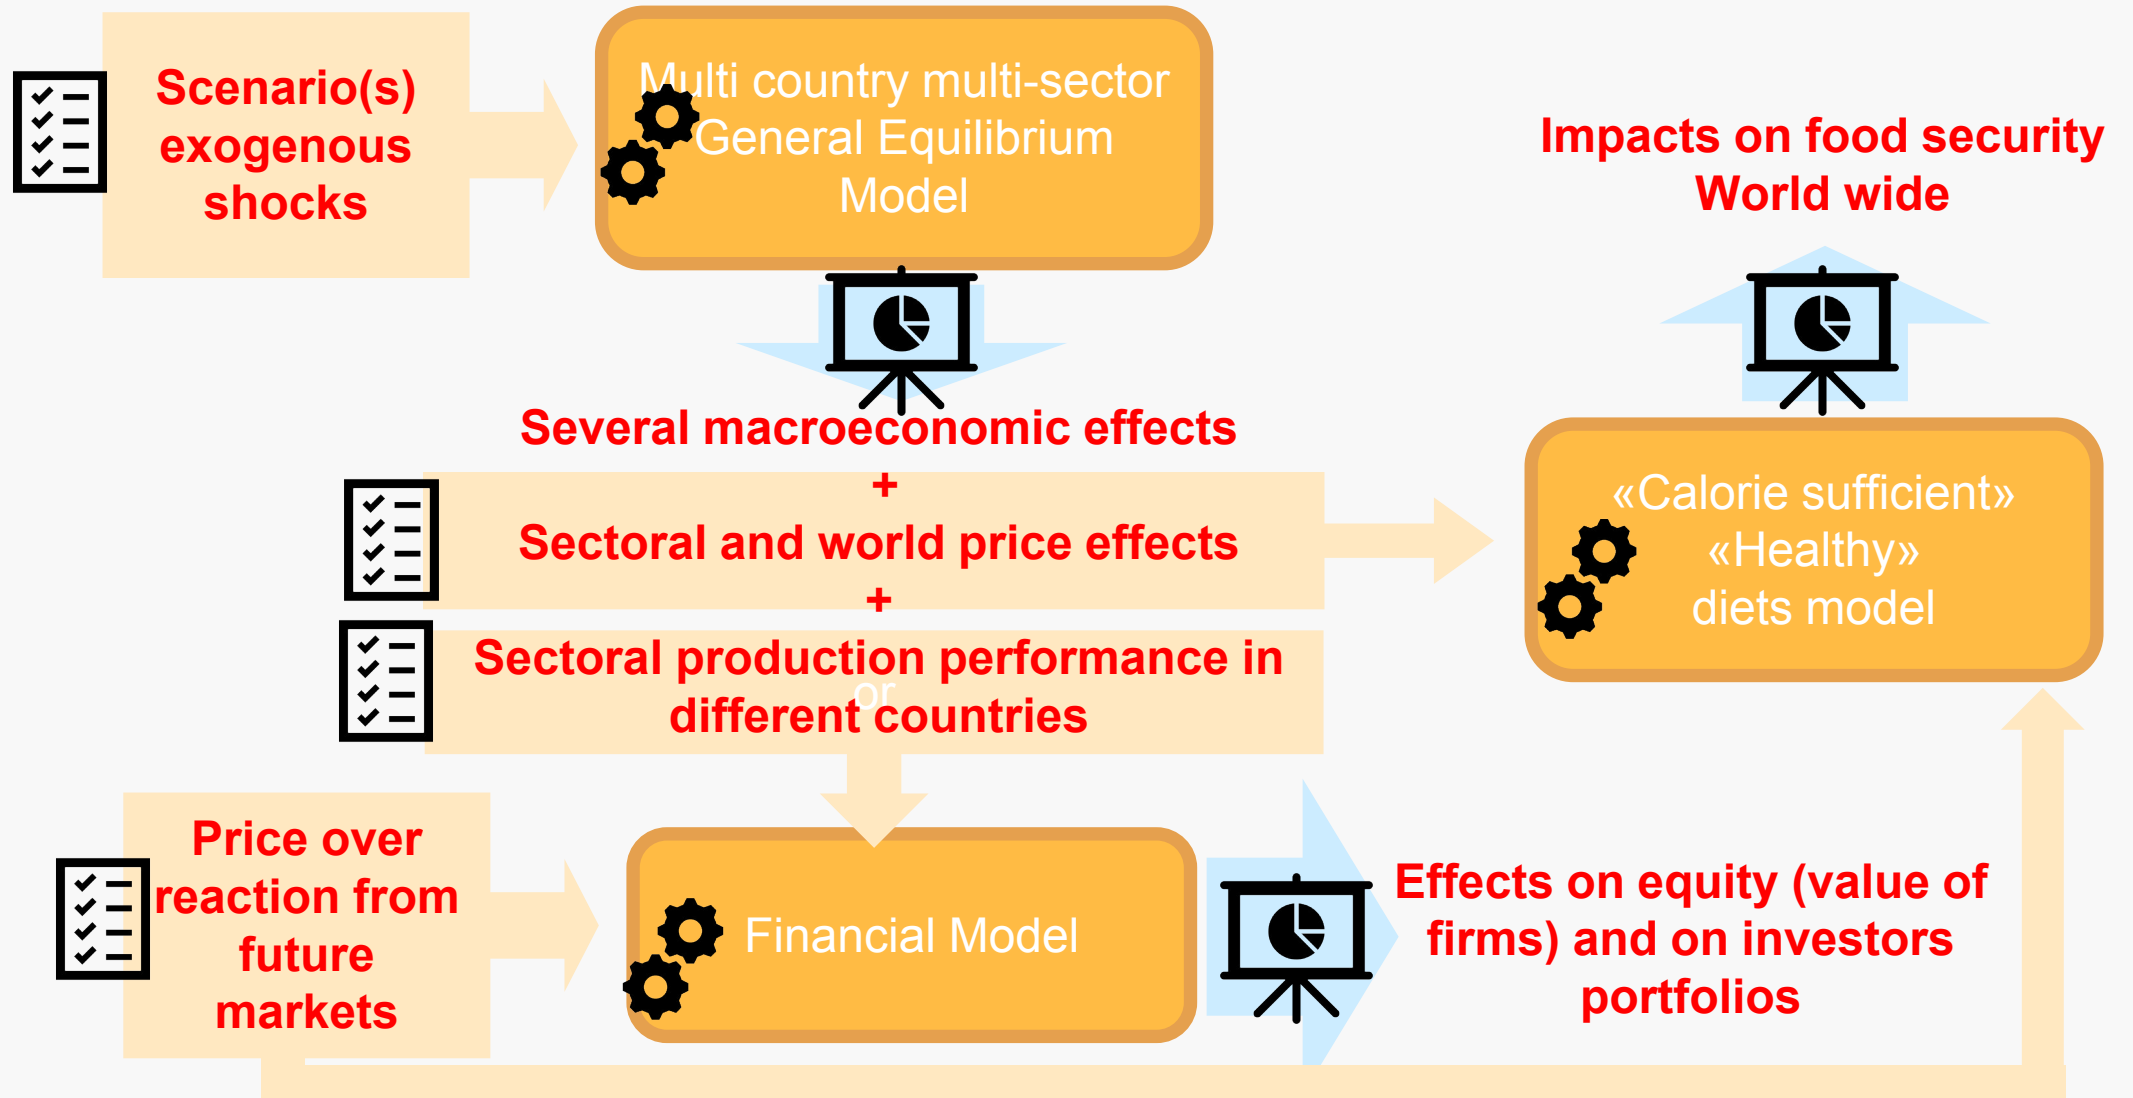 Scenario(s)
exogenous
shocks
Multi country multi-sector
General Equilibrium
Model
Impacts on food security
World wide
Several macroeconomic effects
+
Sectoral and world price effects
+
Sectoral production performance in
or
different countries
«Calorie sufficient»
«Healthy»
diets model
Price over
reaction from
future
markets
Financial Model
Effects on equity (value of
firms) and on investors
portfolios